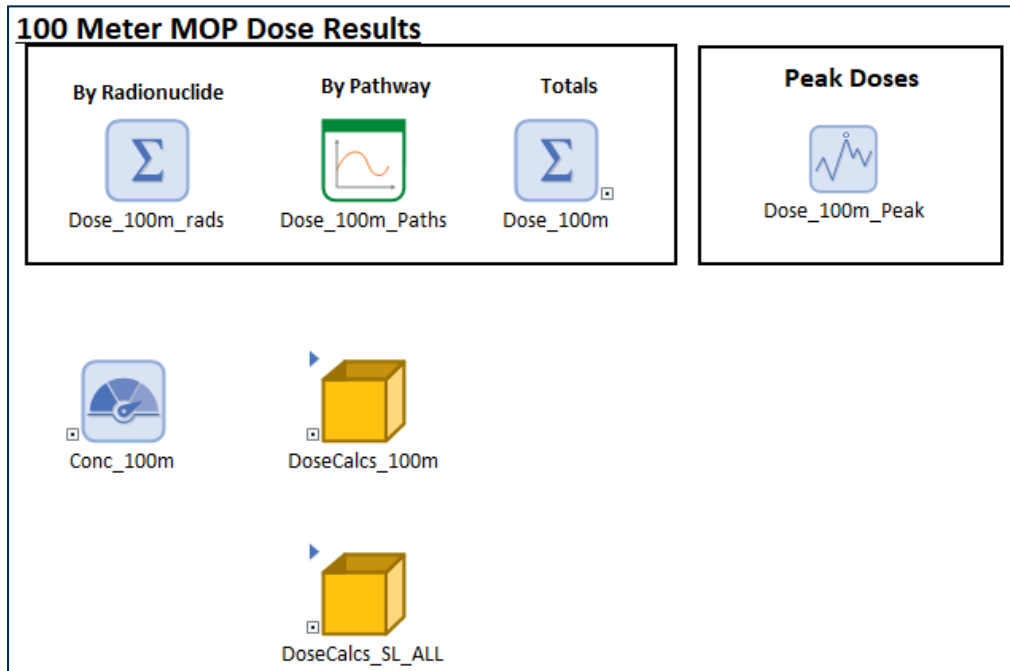 100 Meter MOP Dose Results
By Radionuclide
By Pathway
Totals
Peak Doses
Σ
Σ
Dose_100m_rads
Dose_100m_Paths
Dose_100m
Dose_100m_Peak
Conc_100m
DoseCalcs_100m
DoseCalcs_SL_ALL